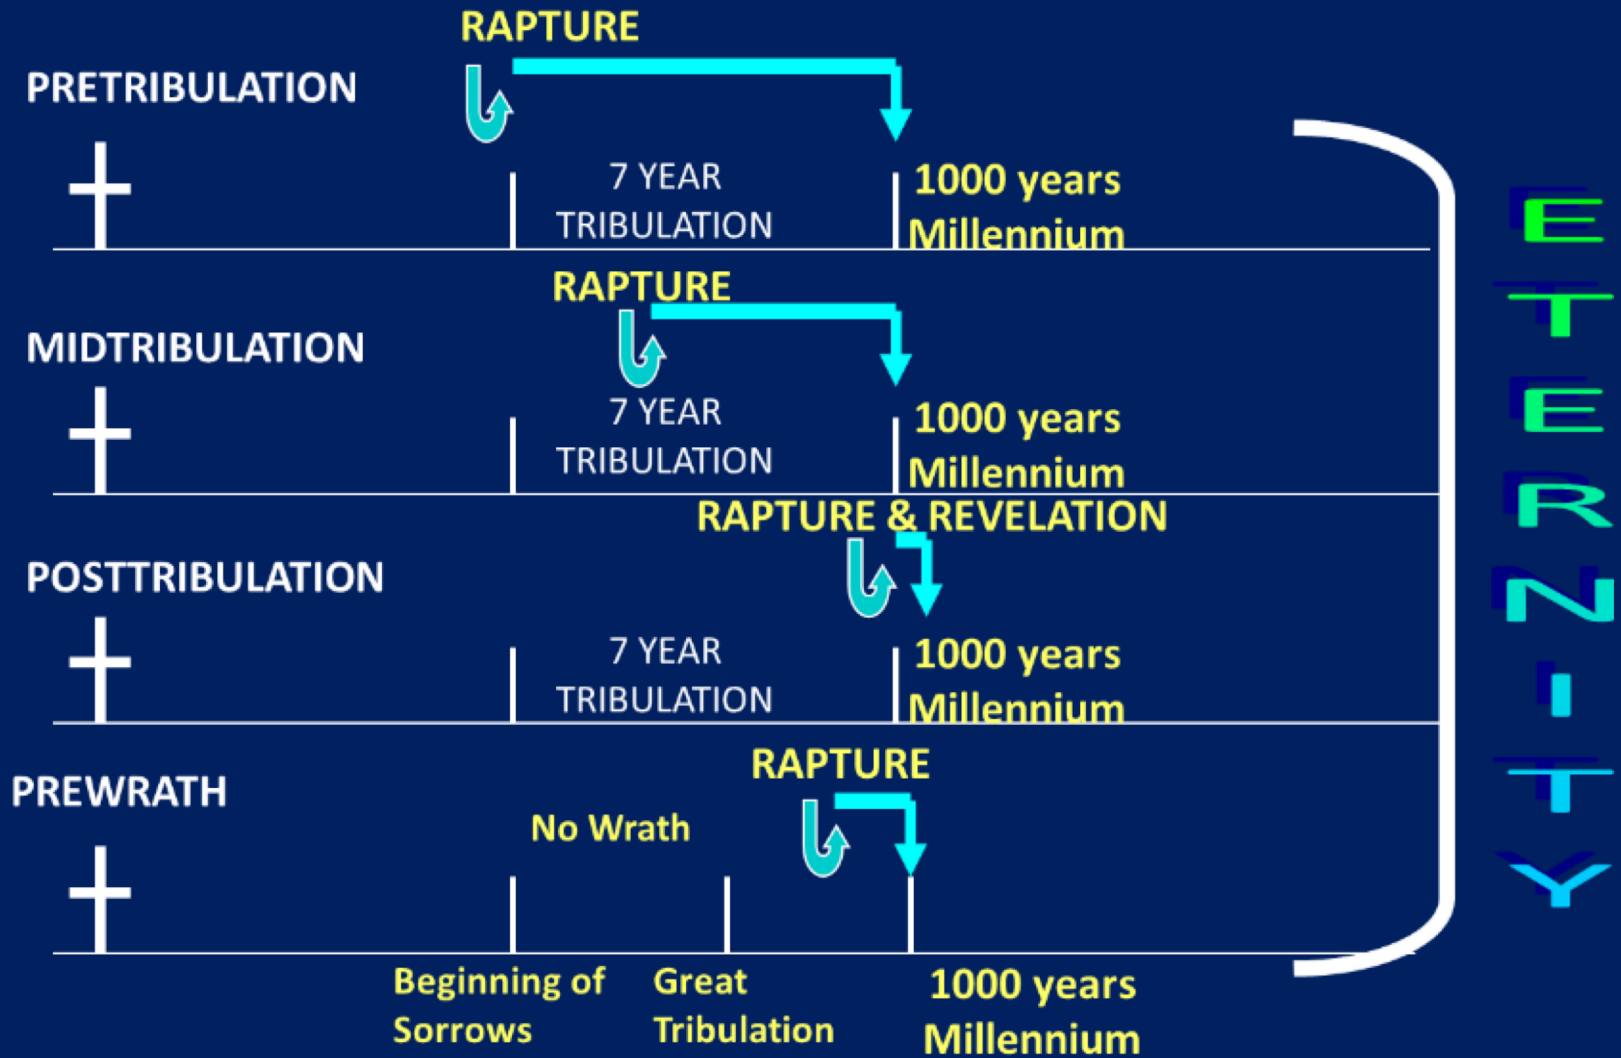 RAPTURE
PRETRIBULATION
7 YEAR
TRIBULATION
1000 years
Millennium
RAPTURE
MIDTRIBULATION
7 YEAR
TRIBULATION
1000 years
Millennium
RAPTURE & REVELATION
POSTTRIBULATION
7 YEAR
TRIBULATION
1000 years
Millennium
RAPTURE
PREWRATH
No Wrath
Beginning of
Sorrows
Great
Tribulation
1000 years
Millennium
ETERNITY